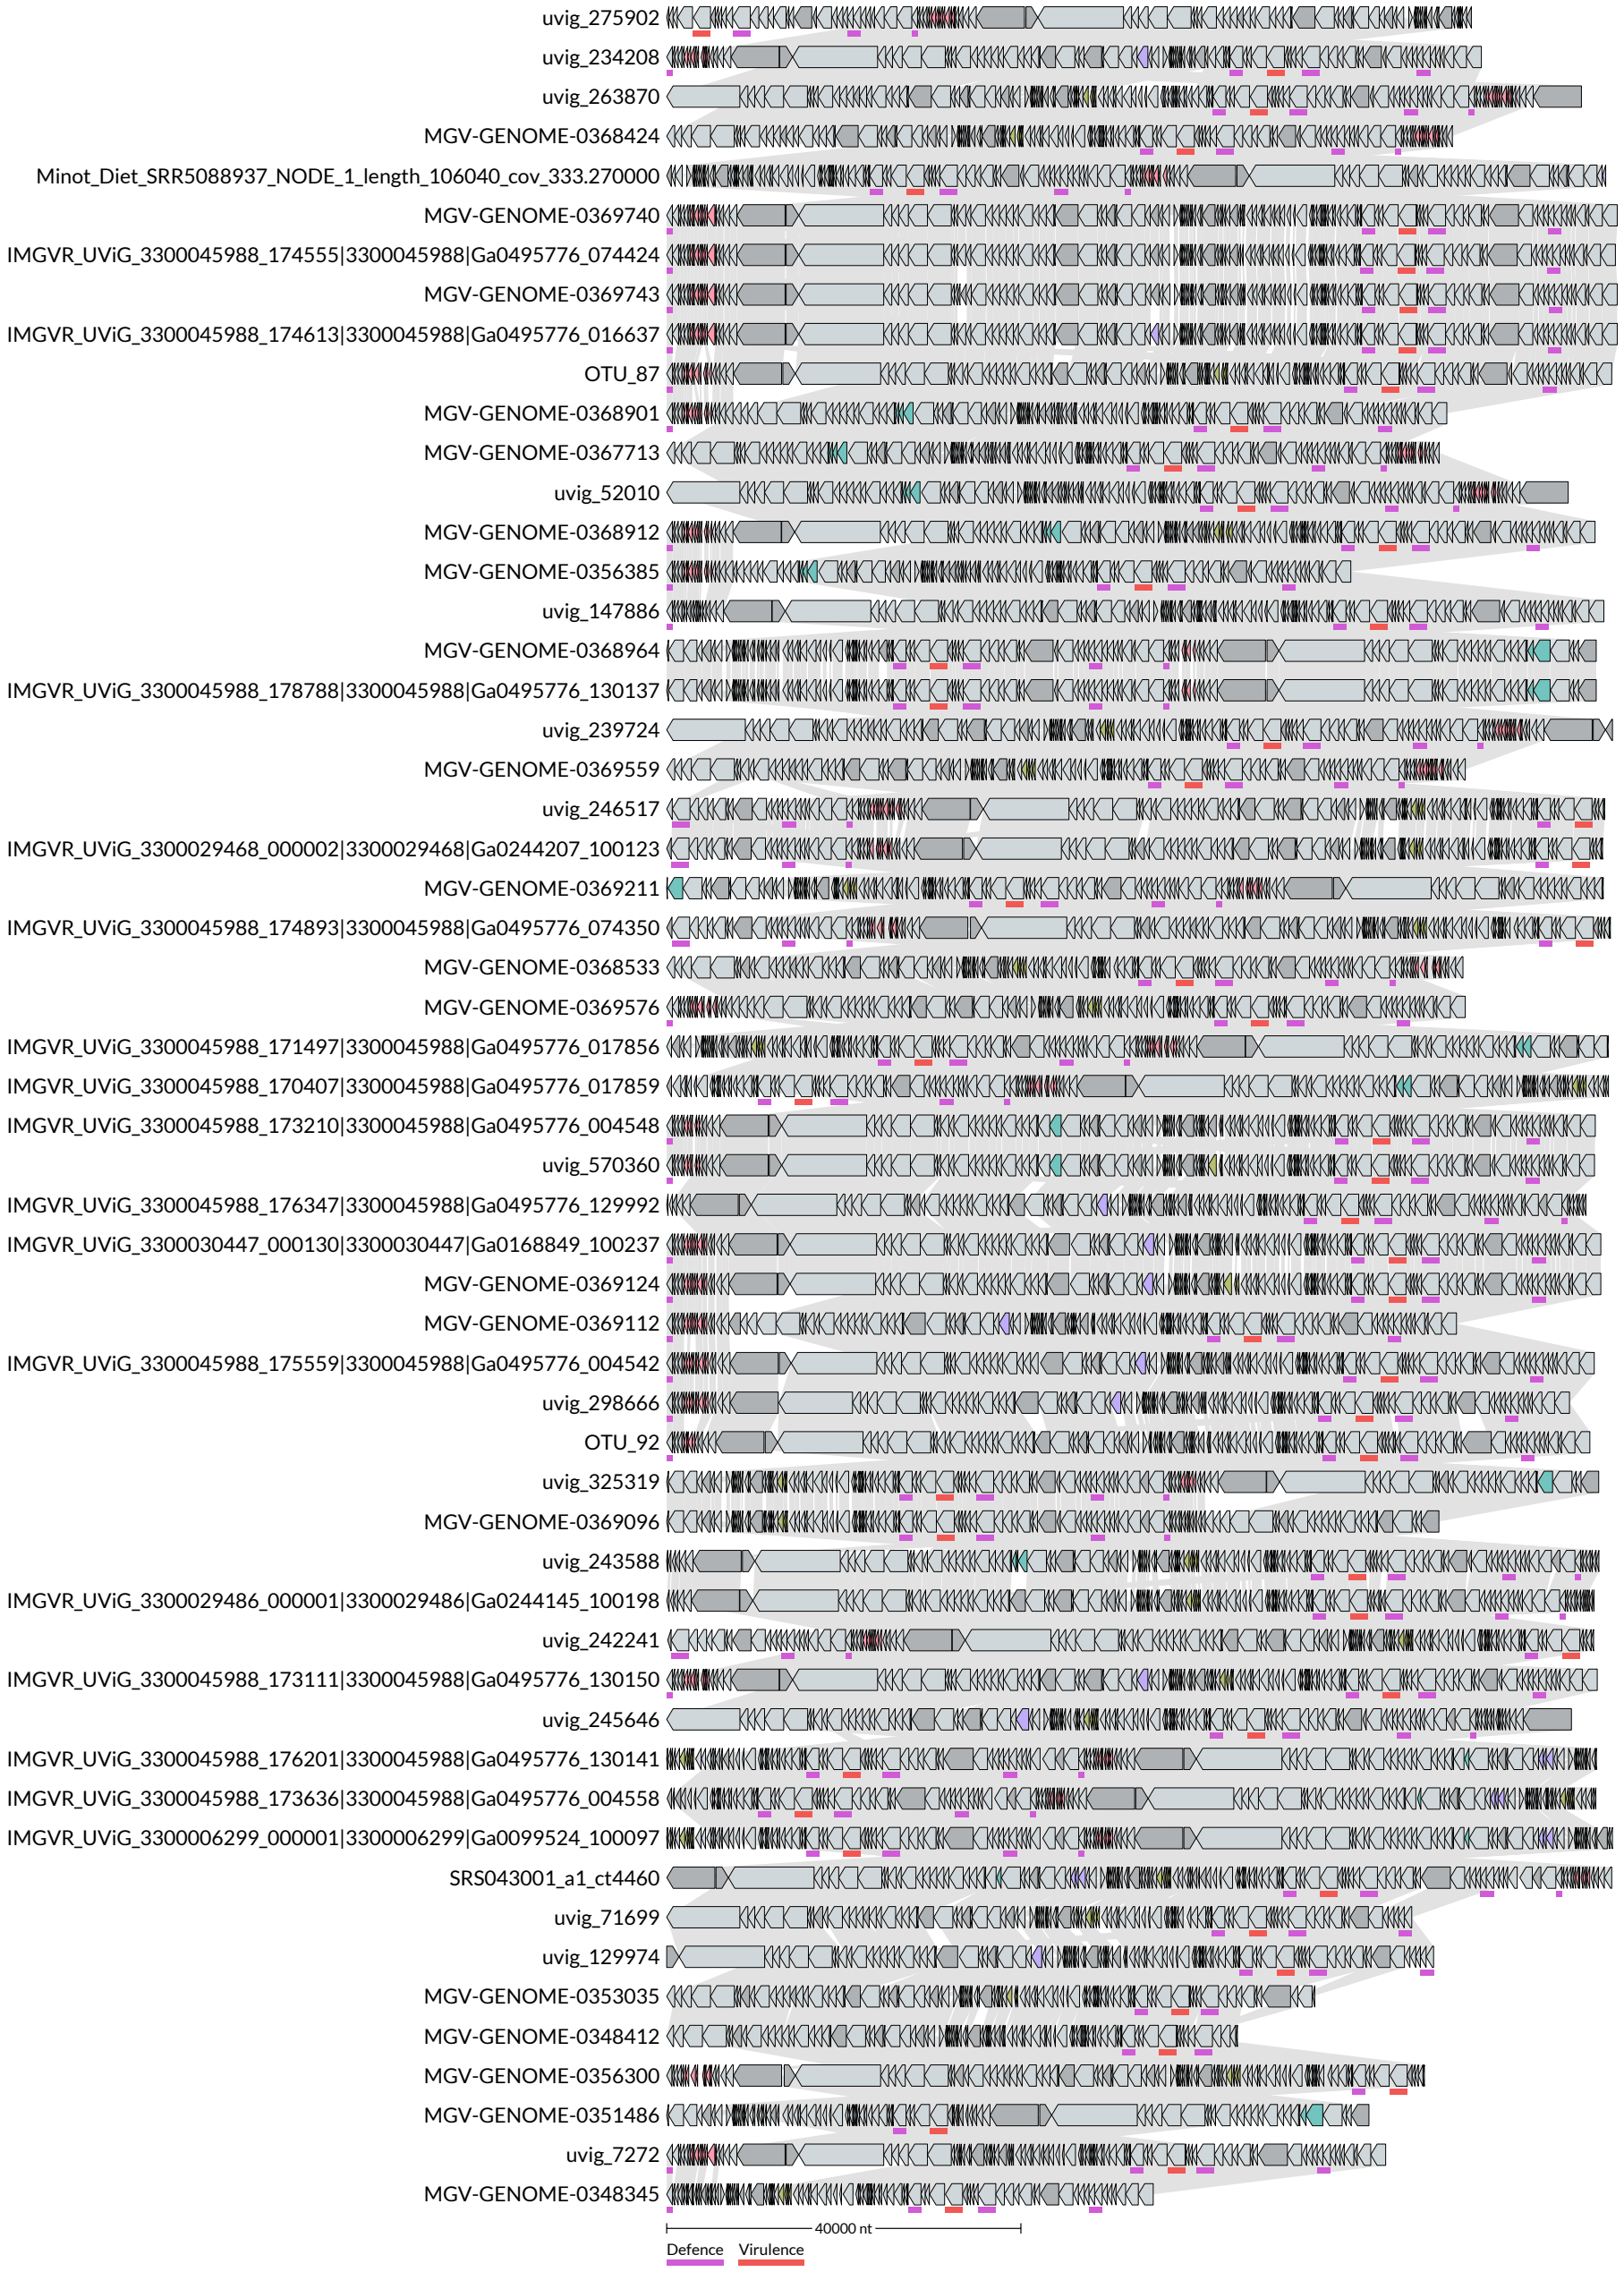 uvig_275902
uvig_234208
uvig_263870
MGV-GENOME-0368424
Minot_Diet_SRR5088937_NODE_1_length_106040_cov_333.270000
MGV-GENOME-0369740
IMGVR_UViG_3300045988_174555|3300045988|Ga0495776_074424
MGV-GENOME-0369743
IMGVR_UViG_3300045988_174613|3300045988|Ga0495776_016637
OTU_87
MGV-GENOME-0368901
MGV-GENOME-0367713
uvig_52010
MGV-GENOME-0368912
MGV-GENOME-0356385
uvig_147886
MGV-GENOME-0368964
IMGVR_UViG_3300045988_178788|3300045988|Ga0495776_130137
uvig_239724
MGV-GENOME-0369559
uvig_246517
IMGVR_UViG_3300029468_000002|3300029468|Ga0244207_100123
MGV-GENOME-0369211
IMGVR_UViG_3300045988_174893|3300045988|Ga0495776_074350
MGV-GENOME-0368533
MGV-GENOME-0369576
IMGVR_UViG_3300045988_171497|3300045988|Ga0495776_017856
IMGVR_UViG_3300045988_170407|3300045988|Ga0495776_017859
IMGVR_UViG_3300045988_173210|3300045988|Ga0495776_004548
uvig_570360
IMGVR_UViG_3300045988_176347|3300045988|Ga0495776_129992
IMGVR_UViG_3300030447_000130|3300030447|Ga0168849_100237
MGV-GENOME-0369124
MGV-GENOME-0369112
IMGVR_UViG_3300045988_175559|3300045988|Ga0495776_004542
uvig_298666
OTU_92
uvig_325319
MGV-GENOME-0369096
uvig_243588
IMGVR_UViG_3300029486_000001|3300029486|Ga0244145_100198
uvig_242241
IMGVR_UViG_3300045988_173111|3300045988|Ga0495776_130150
uvig_245646
IMGVR_UViG_3300045988_176201|3300045988|Ga0495776_130141
IMGVR_UViG_3300045988_173636|3300045988|Ga0495776_004558
IMGVR_UViG_3300006299_000001|3300006299|Ga0099524_100097
SRS043001_a1_ct4460
uvig_71699
uvig_129974
MGV-GENOME-0353035
MGV-GENOME-0348412
MGV-GENOME-0356300
MGV-GENOME-0351486
uvig_7272
MGV-GENOME-0348345
40000 nt
Defence Virulence